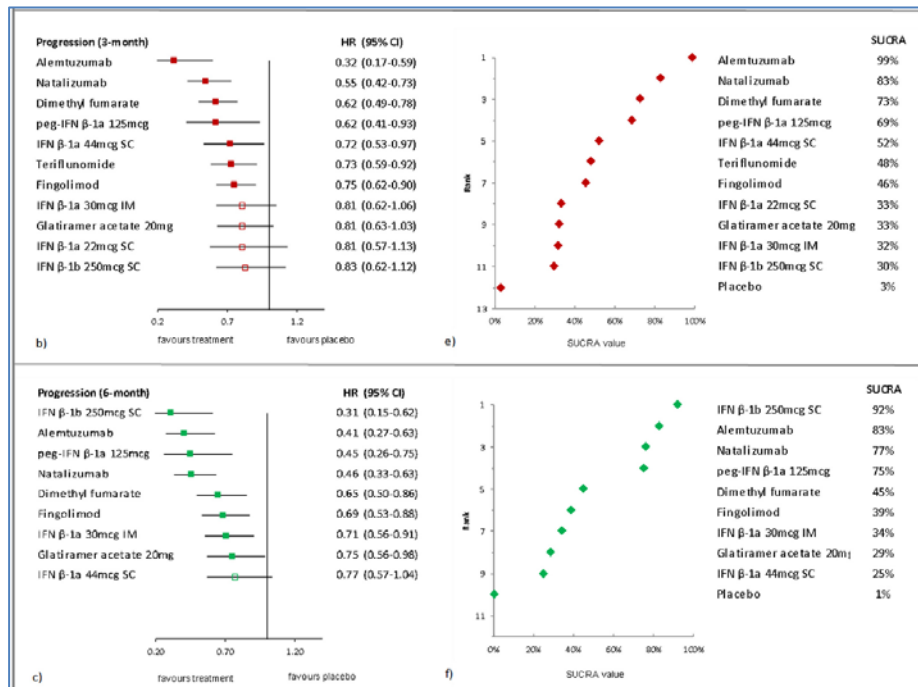 Progression (3-month) HR (95% CI)
Alemtuzumab 0.32 (0.17-0.59)
Natalizumab 0.55 (0.42-0.73)
Dimethyl fumarate 0.62 (0.49-0.78)
peg-IFN β-1a 125mcg 0.62 (0.41-0.93)
IFN β-1a 44mcg SC 0.72 (0.53-0.97)
Teriflunomide 0.73 (0.59-0.92)
Fingolimod 0.75 (0.62-0.90)
IFN β-1a 30mcg IM 0.81 (0.62-1.06)
Glatiramer acetate 20mg 0.81 (0.63-1.03)
IFN β-1a 22mcg SC 0.81 (0.57-1.13)
IFN β-1b 250mcg SC 0.83 (0.62-1.12)
0.2 0.7 1.2
favours treatment favours placebo
b)
SUCRA
Alemtuzumab 99%
Natalizumab 83%
Dimethyl fumarate 73%
peg-IFN β-1a 125mcg 69%
IFN β-1a 44mcg SC 52%
Teriflunomide 48%
Fingolimod 46%
IFN β-1a 22mcg SC 33%
Glatiramer acetate 20mg 33%
IFN β-1a 30mcg IM 32%
IFN β-1b 250mcg SC 30%
Placebo 3%
Rank
1
3
5
7
9
11
13
0% 20% 40% 60% 80% 100%
SUCRA value
e)
Progression (6-month) HR (95% CI)
IFN β-1b 250mcg SC 0.31 (0.15-0.62)
Alemtuzumab 0.41 (0.27-0.63)
peg-IFN β-1a 125mcg 0.45 (0.26-0.75)
Natalizumab 0.46 (0.33-0.63)
Dimethyl fumarate 0.65 (0.50-0.86)
Fingolimod 0.69 (0.53-0.88)
IFN β-1a 30mcg IM 0.71 (0.56-0.91)
Glatiramer acetate 20mg 0.75 (0.56-0.98)
IFN β-1a 44mcg SC 0.77 (0.57-1.04)
0.20 0.70 1.20
favours treatment favours placebo
c)
SUCRA
IFN β-1b 250mcg SC 92%
Alemtuzumab 83%
Natalizumab 77%
peg-IFN β-1a 125mcg 75%
Dimethyl fumarate 45%
Fingolimod 39%
IFN β-1a 30mcg IM 34%
Glatiramer acetate 20mg 29%
IFN β-1a 44mcg SC 25%
Placebo 1%
Rank
1
3
5
7
9
11
0% 20% 40% 60% 80% 100%
SUCRA value
f)